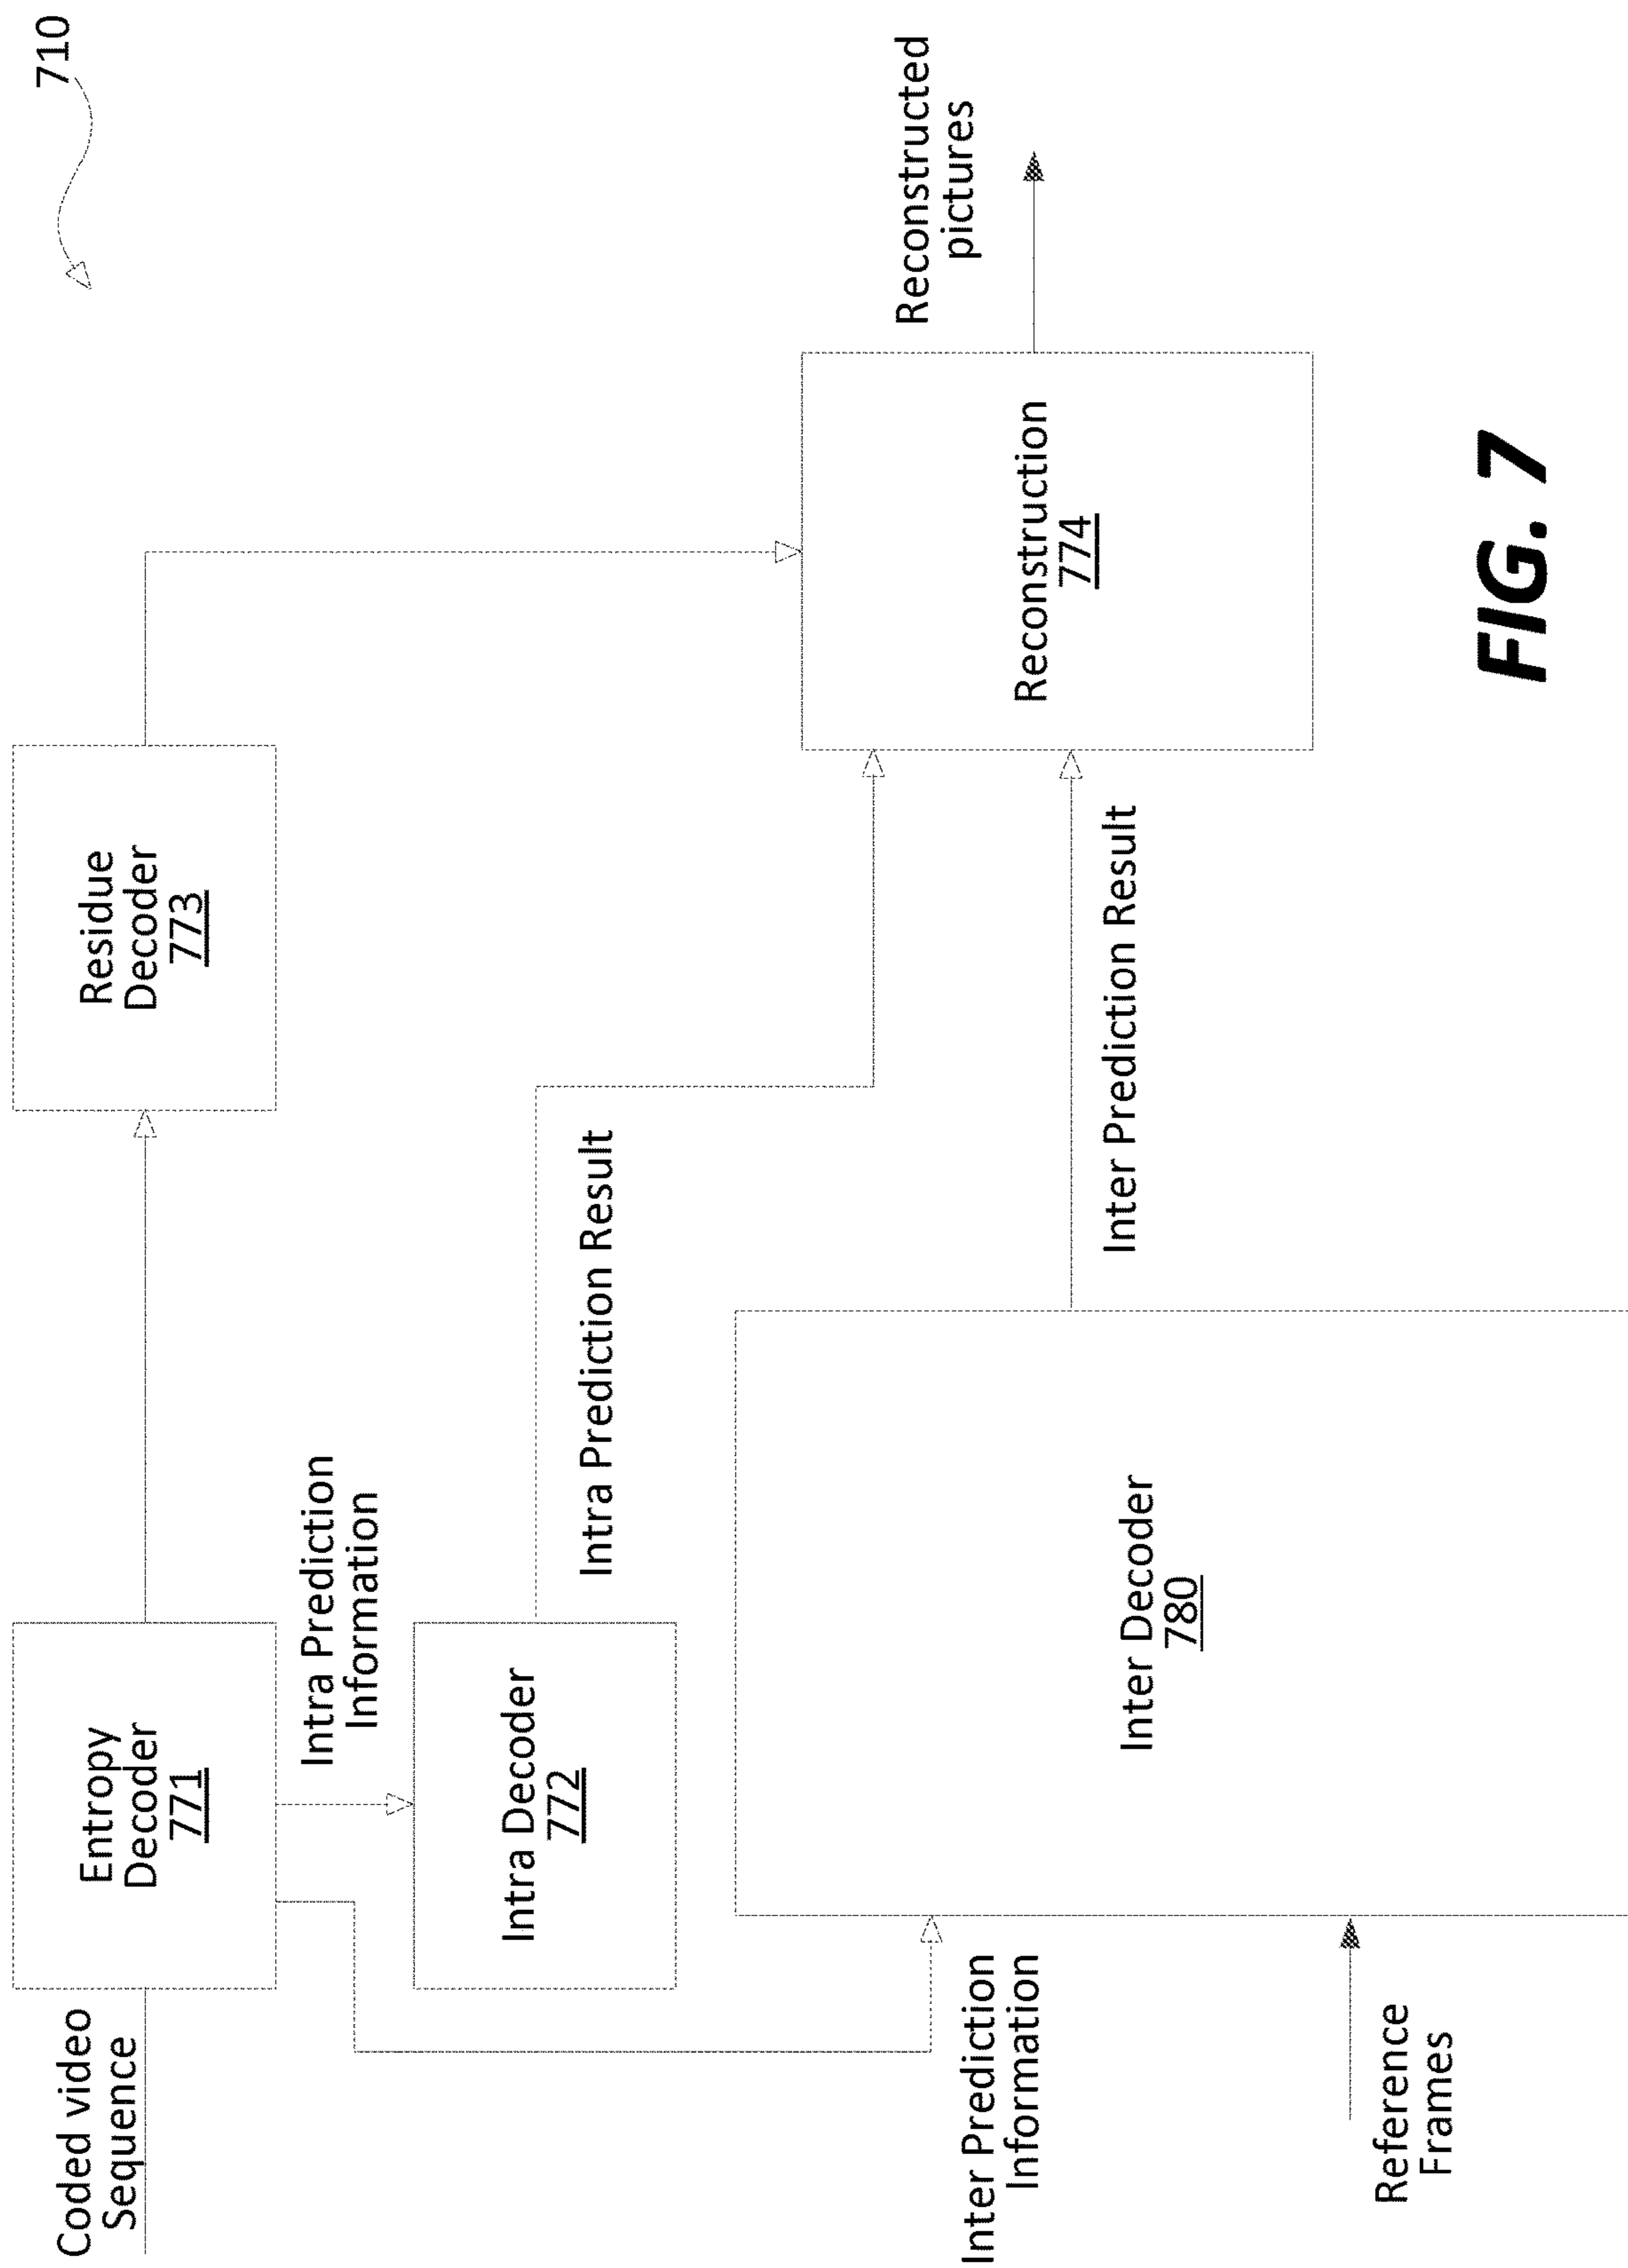 710
Coded video
Sequence
Entropy
Decoder
771
Residue
Decoder
773
Intra Prediction
Information
Intra Decoder
772
Intra Prediction Result
Reconstructed
pictures
Reconstruction
774
Inter Prediction
Information
Inter Decoder
780
Inter Prediction Result
Reference
Frames
FIG. 7